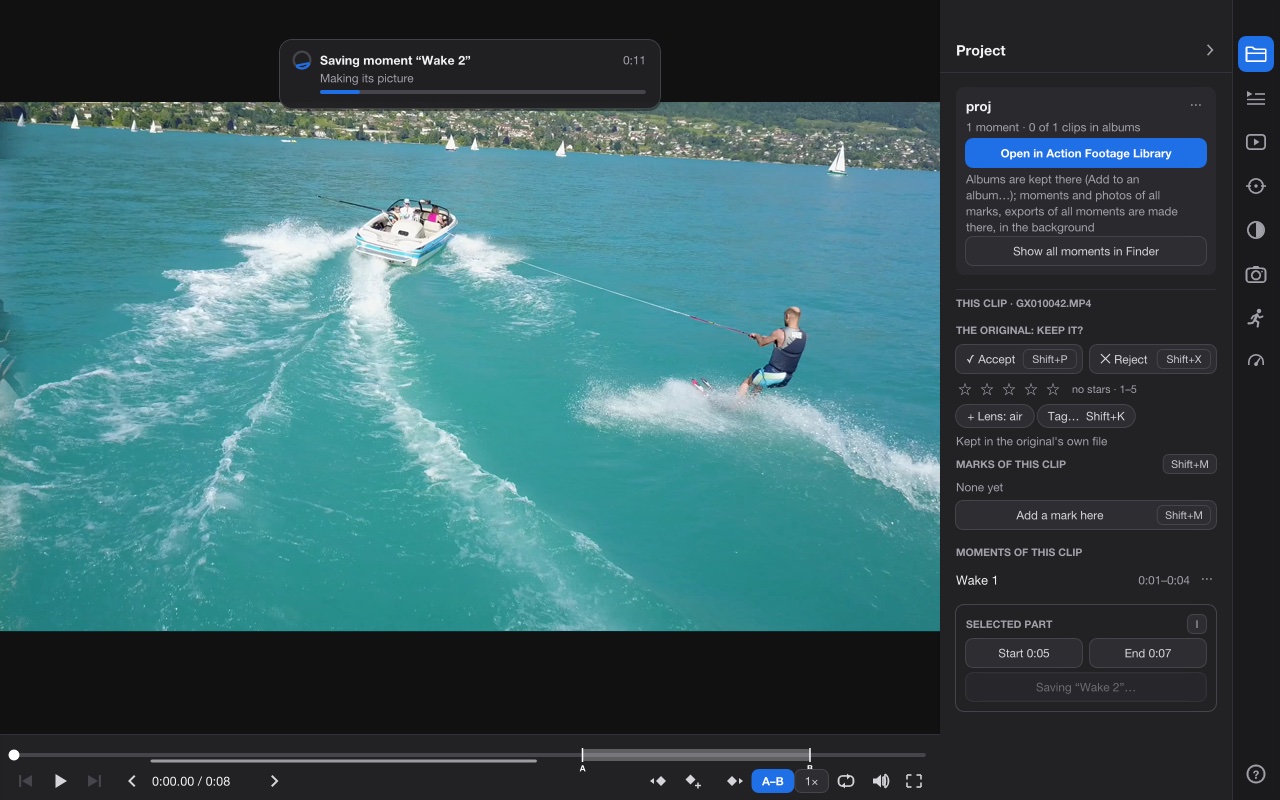 Saving moment “Wake 2”
0:11
Making its picture
Project
proj
1 moment · 0 of 1 clips in albums
Open in Action Footage Library
Albums are kept there (Add to an
album…); moments and photos of all
marks, exports of all moments are made
there, in the background
Show all moments in Finder
THIS CLIP · GX010042.MP4
THE ORIGINAL: KEEP IT?
✓ Accept Shift+P
✕ Reject Shift+X
no stars · 1–5
+ Lens: air
Tag… Shift+K
Kept in the original's own file
MARKS OF THIS CLIP
Shift+M
None yet
Add a mark here
Shift+M
MOMENTS OF THIS CLIP
Wake 1
0:01–0:04
SELECTED PART
I
Start 0:05
End 0:07
Saving “Wake 2”…
A
B
0:00.00 / 0:08
A–B
1×